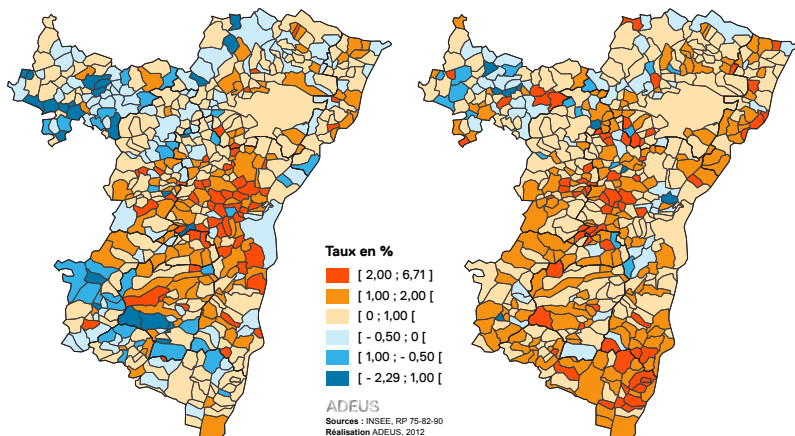 Taux en %
[ 2,00 ; 6,71 ]
[ 1,00 ; 2,00 [
[ 0 ; 1,00 [
[ - 0,50 ; 0 [
[ 1,00 ; - 0,50 [
[ - 2,29 ; 1,00 [
ADEUS
Sources : INSEE, RP 75-82-90
Réalisation ADEUS, 2012